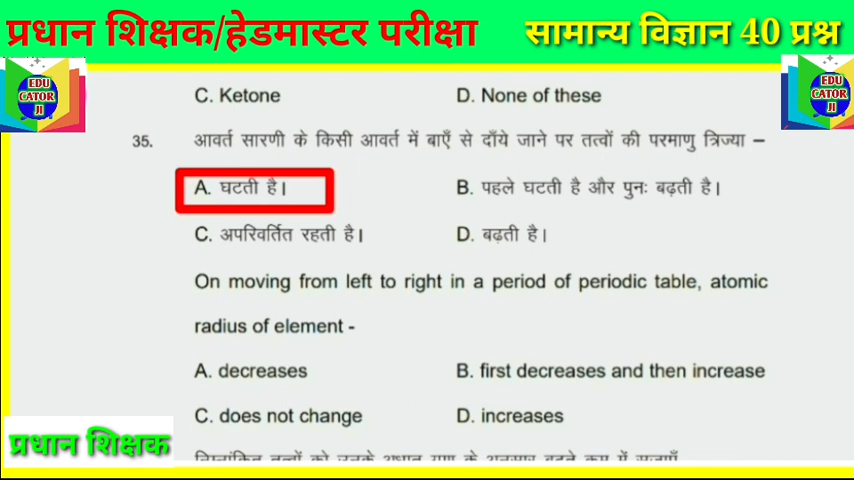 प्रधान शिक्षक/हेडमास्टर परीक्षा
सामान्य विज्ञान 40 प्रश्न
EDU
CATOR
JI
EDU
CATOR
JI
C. Ketone
D. None of these
35. आवर्त सारणी के किसी आवर्त में बाएँ से दाँये जाने पर तत्वों की परमाणु त्रिज्या –
A. घटती है।
B. पहले घटती है और पुनः बढ़ती है।
C. अपरिवर्तित रहती है।
D. बढ़ती है।
On moving from left to right in a period of periodic table, atomic
radius of element -
A. decreases
B. first decreases and then increase
C. does not change
D. increases
प्रधान शिक्षक